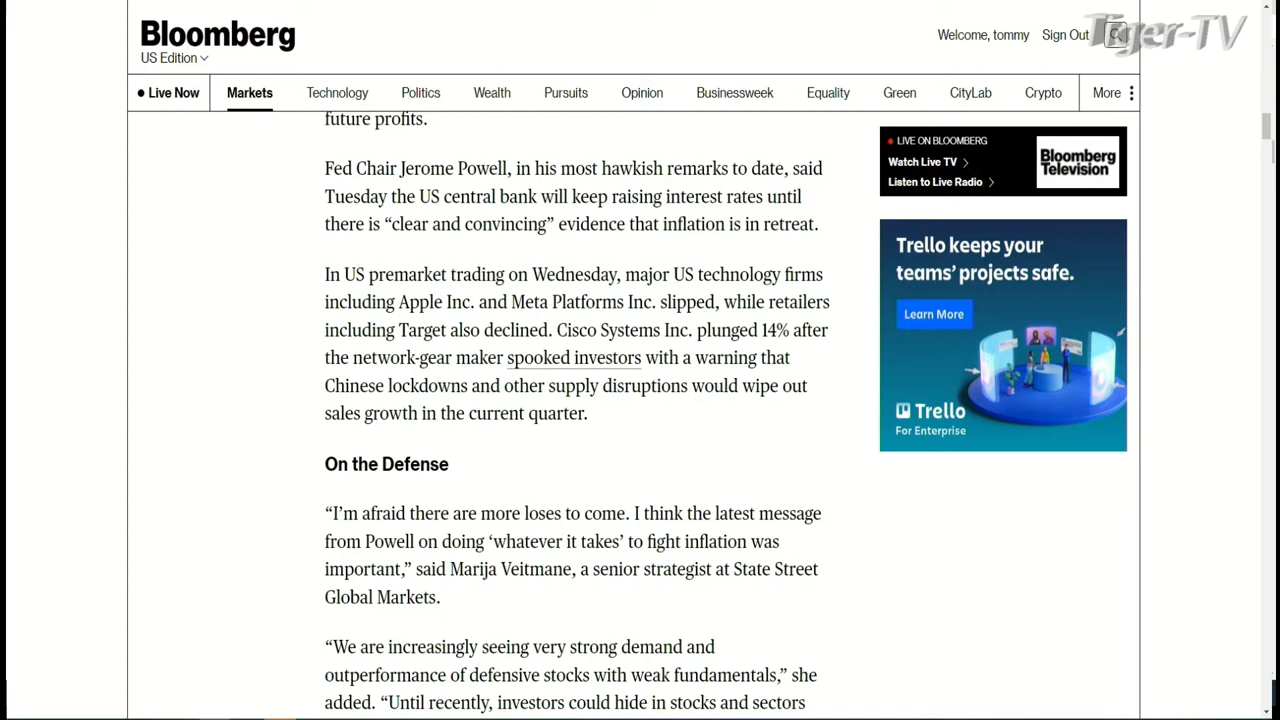 Tiger-TV
Bloomberg
US Edition
Welcome, tommy Sign Out
Live Now Markets Technology Politics Wealth Pursuits Opinion Businessweek Equality Green CityLab Crypto More
future profits.
Fed Chair Jerome Powell, in his most hawkish remarks to date, said
Tuesday the US central bank will keep raising interest rates until
there is “clear and convincing” evidence that inflation is in retreat.
In US premarket trading on Wednesday, major US technology firms
including Apple Inc. and Meta Platforms Inc. slipped, while retailers
including Target also declined. Cisco Systems Inc. plunged 14% after
the network-gear maker spooked investors with a warning that
Chinese lockdowns and other supply disruptions would wipe out
sales growth in the current quarter.
On the Defense
“I’m afraid there are more loses to come. I think the latest message
from Powell on doing ‘whatever it takes’ to fight inflation was
important,” said Marija Veitmane, a senior strategist at State Street
Global Markets.
“We are increasingly seeing very strong demand and
outperformance of defensive stocks with weak fundamentals,” she
added. “Until recently, investors could hide in stocks and sectors
LIVE ON BLOOMBERG
Watch Live TV
Listen to Live Radio
Bloomberg
Television
Trello keeps your
teams’ projects safe.
Learn More
Trello
For Enterprise